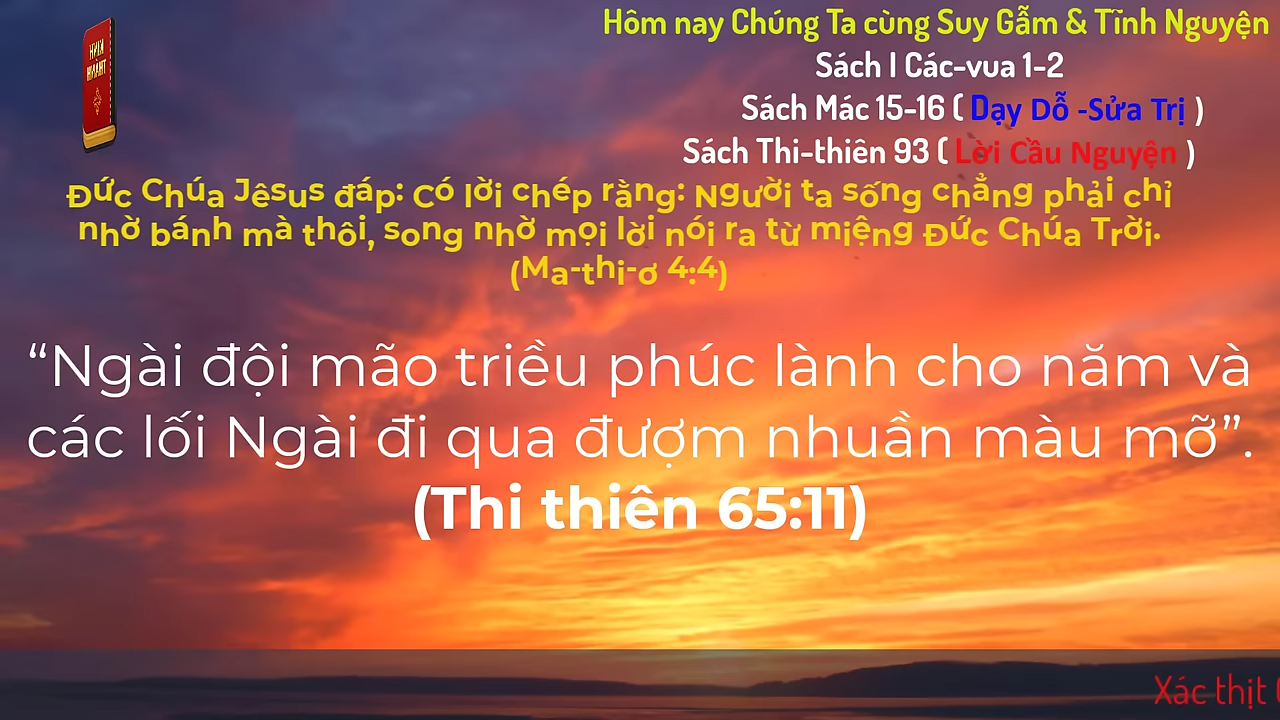 KINH
THÁNH
Hôm nay Chúng Ta cùng Suy Gẫm & Tĩnh Nguyện
Sách I Các-vua 1-2
Sách Mác 15-16 ( Dạy Dỗ -Sửa Trị )
Sách Thi-thiên 93 ( Lời Cầu Nguyện )
Đức Chúa Jêsus đáp: Có lời chép rằng: Người ta sống chẳng phải chỉ
nhờ bánh mà thôi, song nhờ mọi lời nói ra từ miệng Đức Chúa Trời.
(Ma-thi-ơ 4:4)
“Ngài đội mão triều phúc lành cho năm và
các lối Ngài đi qua đượm nhuần màu mỡ”.
(Thi thiên 65:11)
Xác thịt